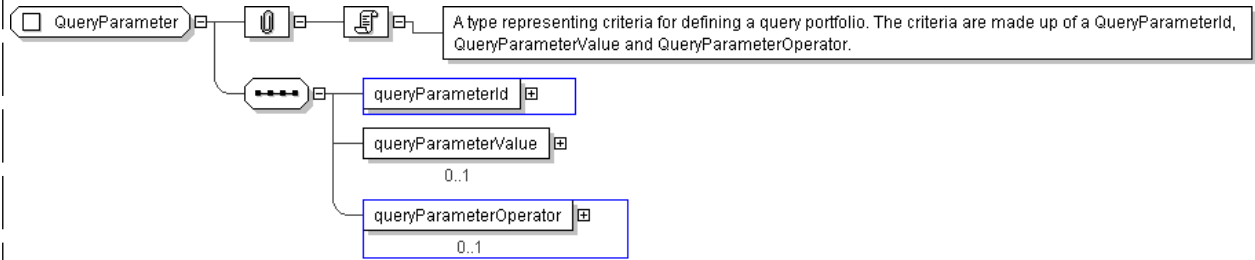 QueryParameter
A type representing criteria for defining a query portfolio. The criteria are made up of a QueryParameterId,
QueryParameterValue and QueryParameterOperator.
queryParameterId
queryParameterValue
0..1
queryParameterOperator
0..1